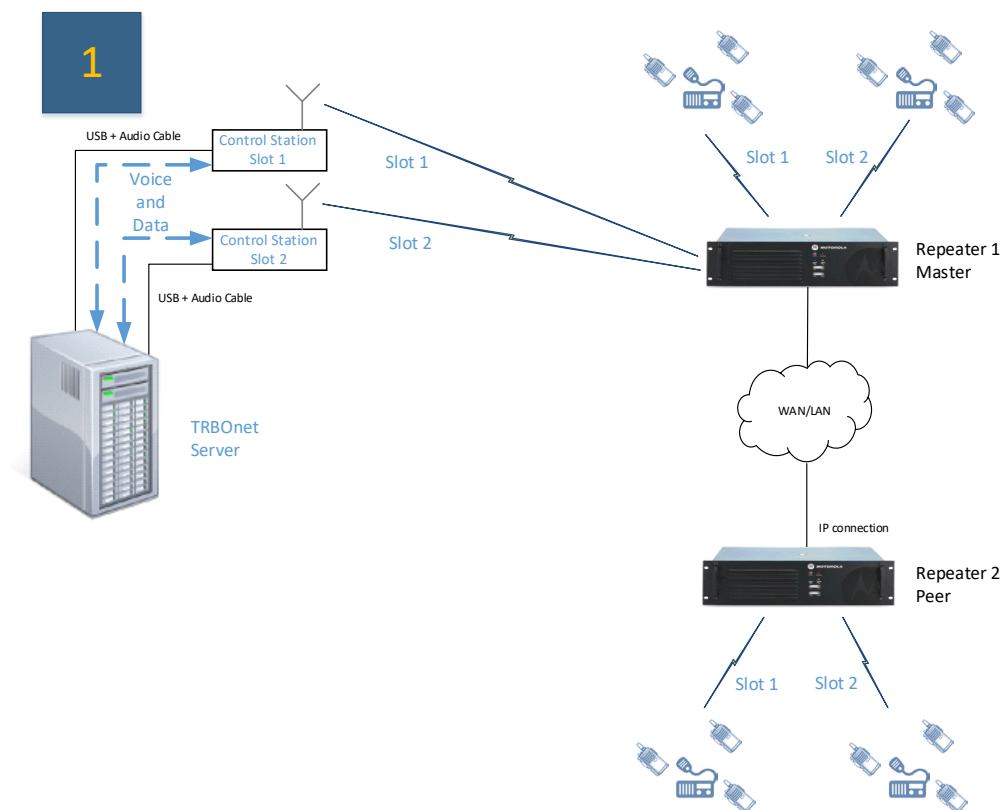 1
USB + Audio Cable
Control Station
Slot 1
Voice
and
Data
Control Station
Slot 2
USB + Audio Cable
TRBOnet
Server
Slot 1
Slot 2
Slot 1
Slot 2
MOTOROLA
Repeater 1
Master
WAN/LAN
IP connection
MOTOROLA
Repeater 2
Peer
Slot 1
Slot 2